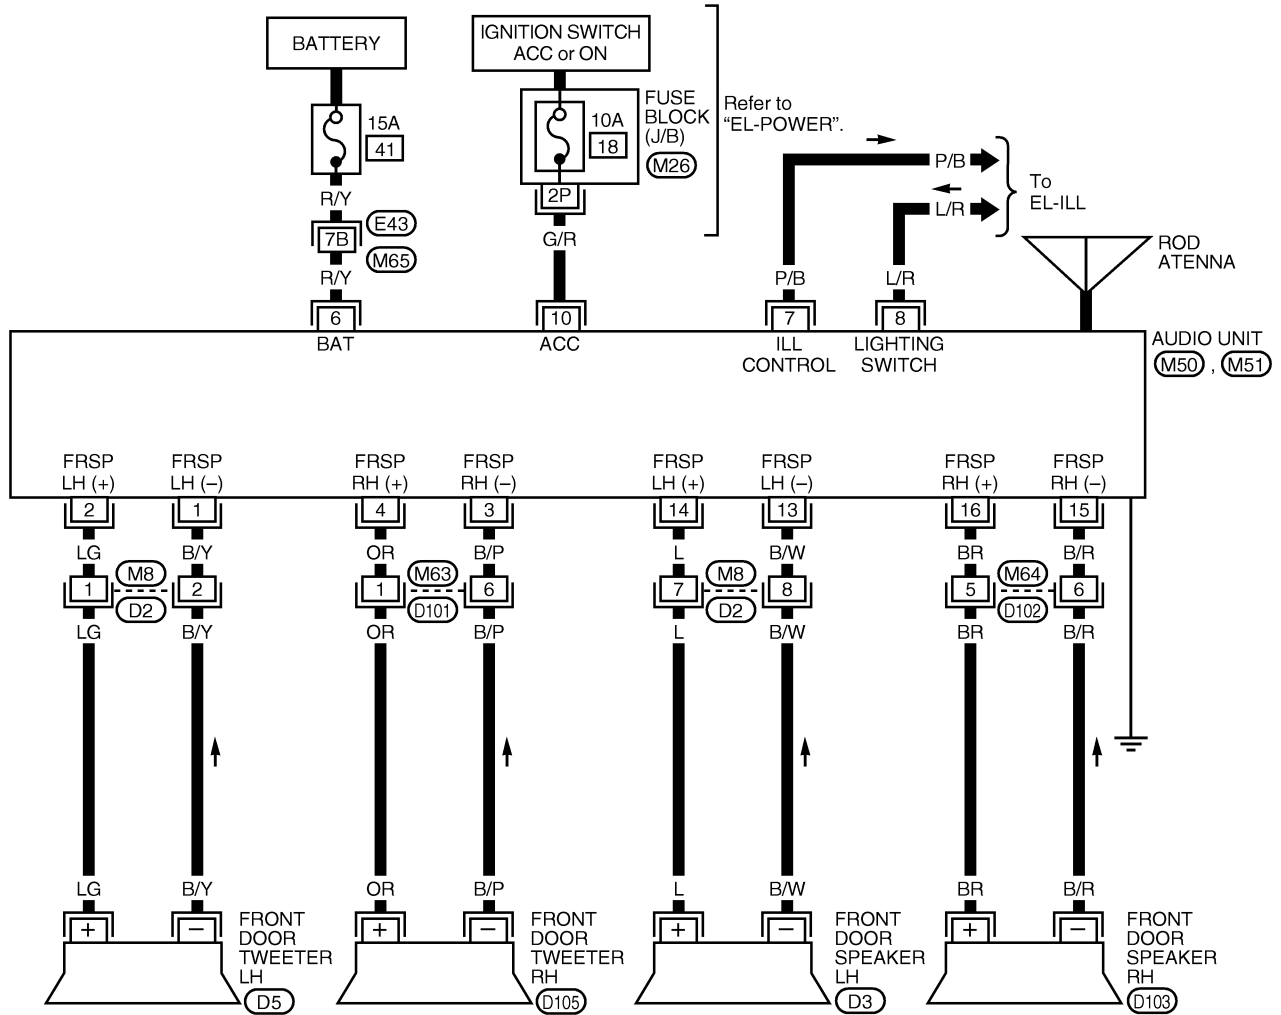 BATTERY
IGNITION SWITCH
ACC or ON
15A
41
10A
18
FUSE
BLOCK
(J/B)
M26
Refer to
“EL-POWER”.
R/Y
7B
E43
M65
R/Y
2P
G/R
P/B
L/R
To
EL-ILL
P/B
L/R
ROD
ATENNA
6
10
7
8
BAT
ACC
ILL
CONTROL
LIGHTING
SWITCH
AUDIO UNIT
M50 , M51
FRSP
LH (+)
FRSP
LH (–)
FRSP
RH (+)
FRSP
RH (–)
FRSP
LH (+)
FRSP
LH (–)
FRSP
RH (+)
FRSP
RH (–)
2
1
4
3
14
13
16
15
LG
B/Y
OR
B/P
L
B/W
BR
B/R
1
M8
D2
2
1
M63
D101
6
7
M8
D2
8
5
M64
D102
6
LG
B/Y
OR
B/P
L
B/W
BR
B/R
LG
B/Y
OR
B/P
L
B/W
BR
B/R
+
–
+
–
+
–
+
–
FRONT
DOOR
TWEETER
LH
D5
FRONT
DOOR
TWEETER
RH
D105
FRONT
DOOR
SPEAKER
LH
D3
FRONT
DOOR
SPEAKER
RH
D103